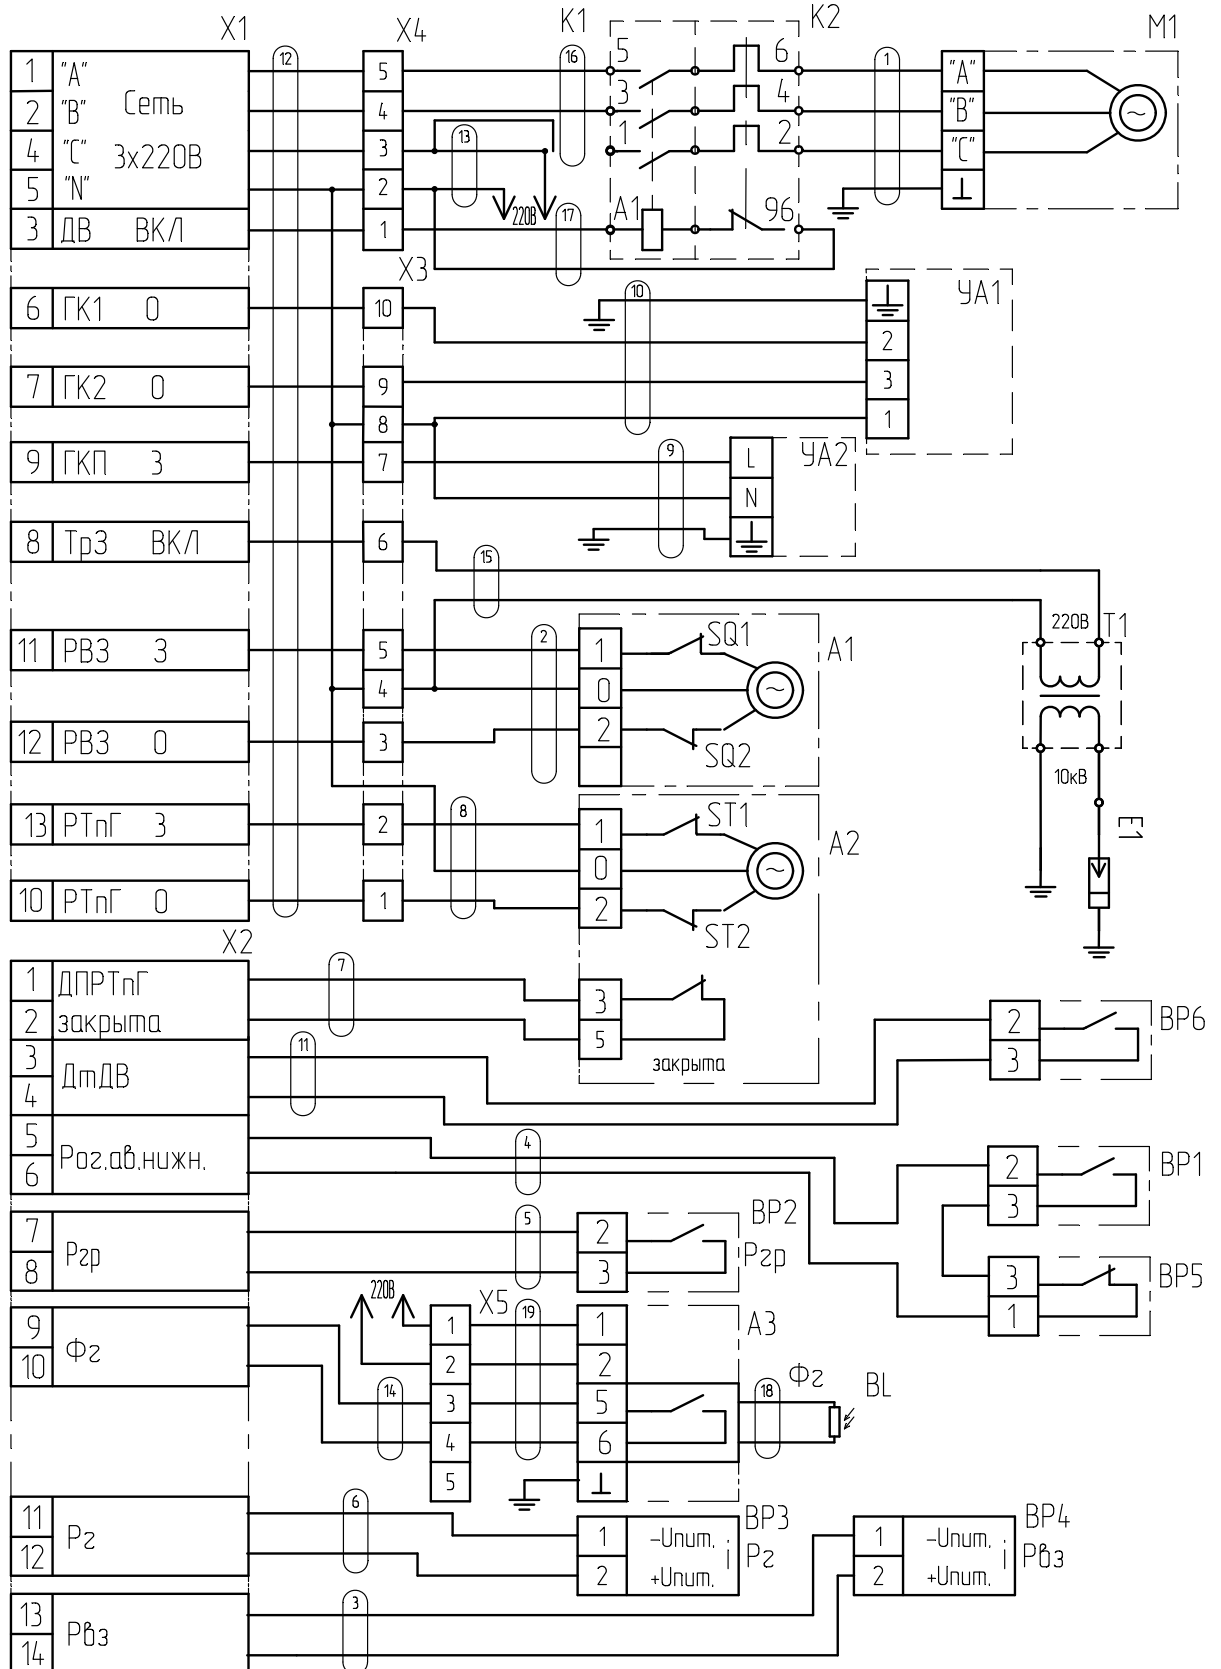 X1
12
X4
K1
16
K2
1
M1
1 "A"
2 "B"
4 "C"
5 "N"
Сеть
3x220В
3 ДВ ВКЛ
5
4
3
2
1
13
220В
17
5
3
1
A1
6
4
2
96
"A"
"B"
"C"
X3
6 ГК1 О
10
10
2
3
1
УА1
7 ГК2 О
9
8
9 ГКП З
7
9
L
N
УА2
8 ТрЗ ВКЛ
6
15
220В
T1
10кВ
E1
11 РВЗ З
5
4
2
1
0
2
SQ1
SQ2
A1
12 РВЗ О
3
13 РТпГ З
2
8
1
0
2
ST1
ST2
A2
10 РТпГ О
1
X2
1
2
ДПРТпГ
закрыта
7
3
5
закрыта
3
4
ДтДВ
11
2
3
BP6
5
6
Рог.ав.нижн.
4
2
3
BP1
3
1
BP5
7
8
Ргр
5
2
3
BP2
Ргр
9
10
Фг
220В
14
X5
1
2
3
4
5
19
1
2
5
6
A3
18
Фг
BL
11
12
Рг
6
1 -Uпит.
2 +Uпит.
i
BP3
Рг
1 -Uпит.
2 +Uпит.
i
BP4
Рвз
13
14
Рвз
3